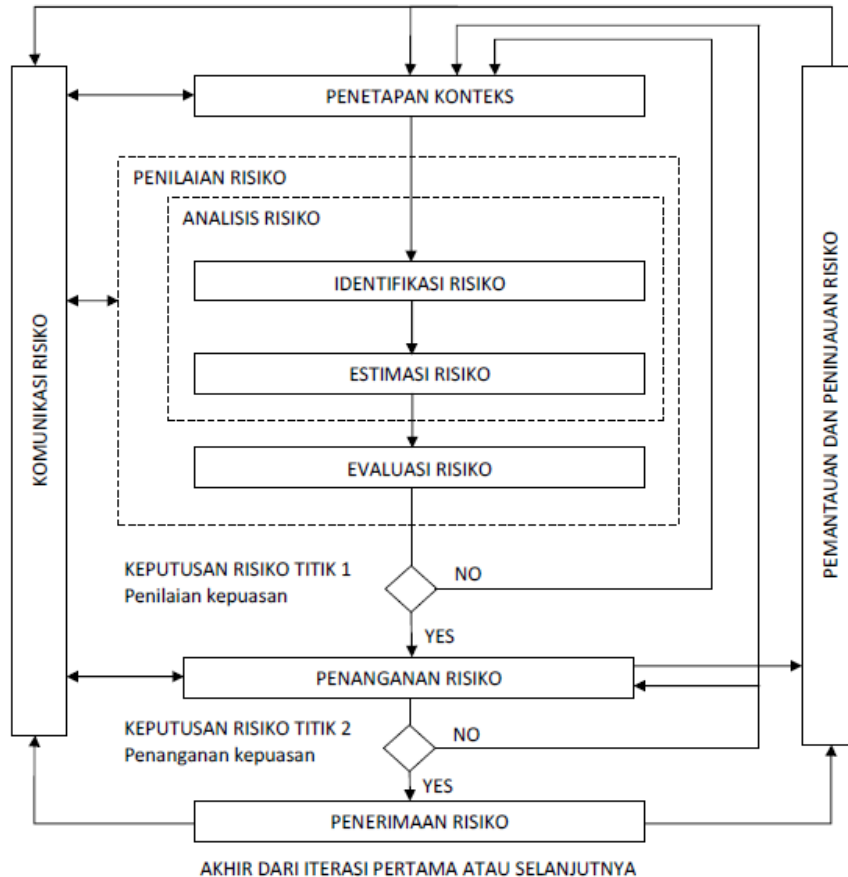 PENETAPAN KONTEKS
PENILAIAN RISIKO
ANALISIS RISIKO
IDENTIFIKASI RISIKO
ESTIMASI RISIKO
EVALUASI RISIKO
KOMUNIKASI RISIKO
PEMANTAUAN DAN PENINJAUAN RISIKO
KEPUTUSAN RISIKO TITIK 1
Penilaian kepuasan
NO
YES
PENANGANAN RISIKO
KEPUTUSAN RISIKO TITIK 2
Penanganan kepuasan
NO
YES
PENERIMAAN RISIKO
AKHIR DARI ITERASI PERTAMA ATAU SELANJUTNYA